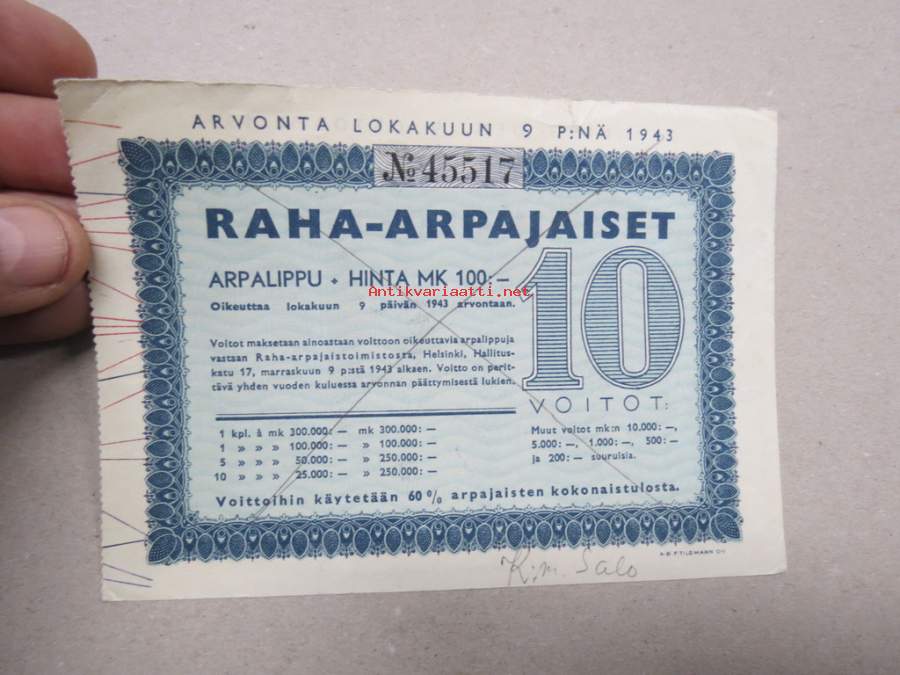 ARVONTA LOKAKUUN 9 P:NÄ 1943
№ 45517
RAHA-ARPAJAISET
ARPALIPPU • HINTA MK 100:—
Antikvariaatti.net
Oikeuttaa lokakuun 9 päivän 1943 arvontaan.
10
Voitot maksetaan ainoastaan voittoon oikeuttavia arpalippuja
vastaan Raha-arpajaistoimistosta, Helsinki, Hallitus-
katu 17, marraskuun 9 p:stä 1943 alkaen. Voitto on perit-
tävä yhden vuoden kuluessa arvonnan päättymisestä lukien.
VOITOT:
1 kpl. à mk 300.000:— mk 300.000:—
1 » » » 100.000:— » 100.000:—
5 » » » 50.000:— » 250.000:—
10 » » » 25.000:— » 250.000:—
Muut voitot mk:n 10.000:—,
5.000:—, 1.000:—, 500:—
ja 200:— suuruisia.
Voittoihin käytetään 60 % arpajaisten kokonaistulosta.
A.B.F.TILGMANN OY
K:m. Salo